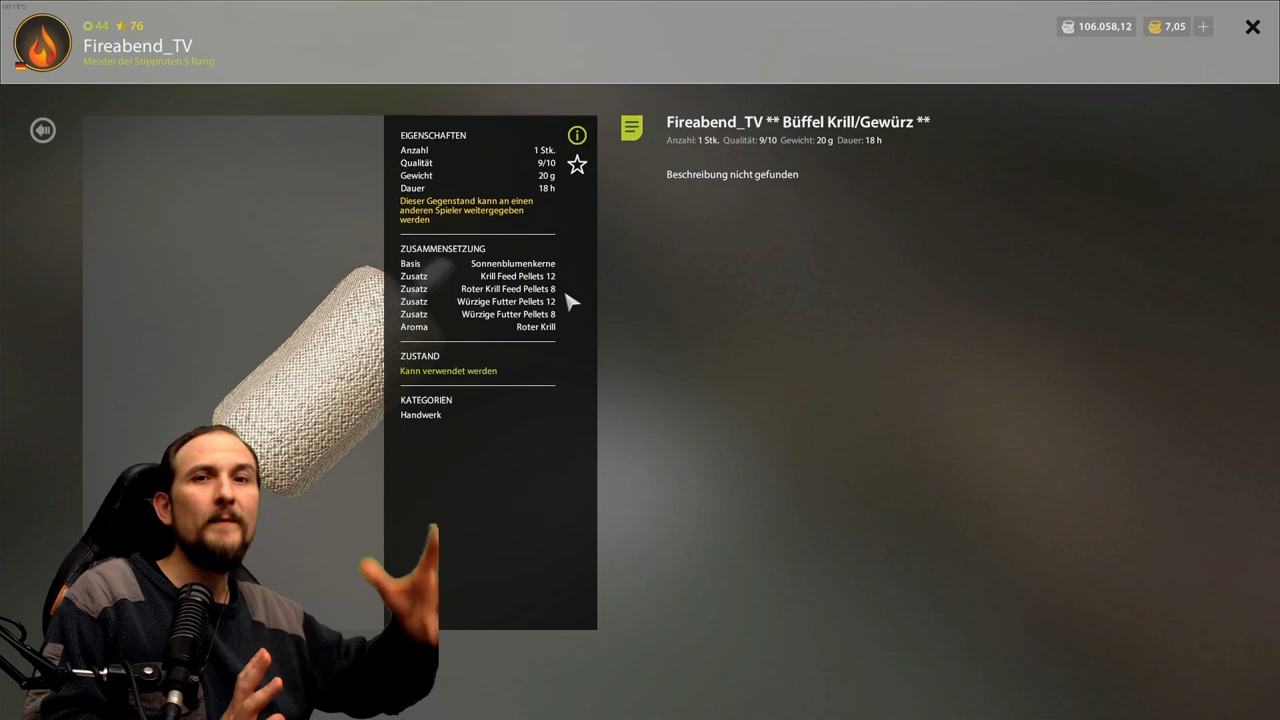 44 76
Fireabend_TV
Meister der Stippruten 5 Rang
106.058,12
7,05
EIGENSCHAFTEN
Anzahl 1 Stk.
Qualität 9/10
Gewicht 20 g
Dauer 18 h
Dieser Gegenstand kann an einen
anderen Spieler weitergegeben
werden
ZUSAMMENSETZUNG
Basis Sonnenblumenkerne
Zusatz Krill Feed Pellets 12
Zusatz Roter Krill Feed Pellets 8
Zusatz Würzige Futter Pellets 12
Zusatz Würzige Futter Pellets 8
Aroma Roter Krill
ZUSTAND
Kann verwendet werden
KATEGORIEN
Handwerk
Fireabend_TV ** Büffel Krill/Gewürz **
Anzahl: 1 Stk. Qualität: 9/10 Gewicht: 20 g Dauer: 18 h
Beschreibung nicht gefunden